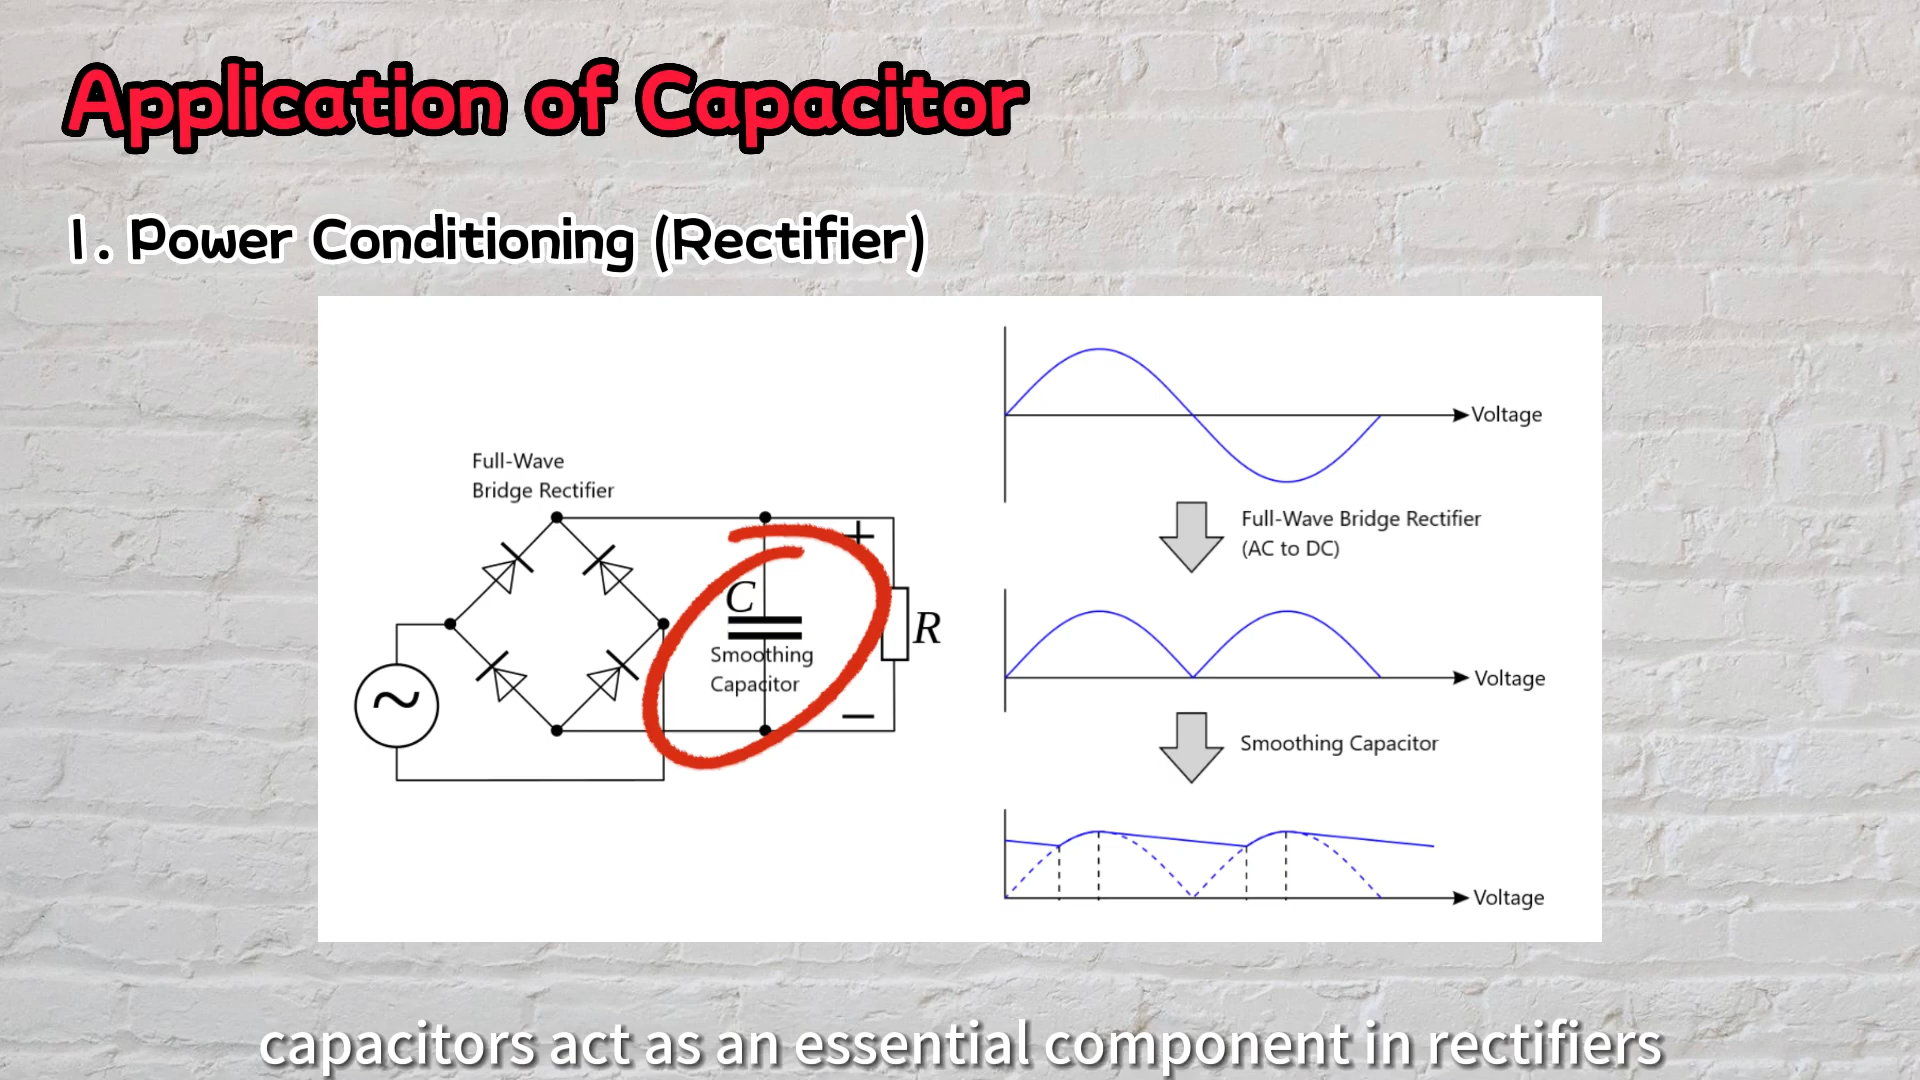 Application of Capacitor
1. Power Conditioning (Rectifier)
Full-Wave
Bridge Rectifier
C
Smoothing
Capacitor
+
R
−
~
Voltage
Full-Wave Bridge Rectifier
(AC to DC)
Voltage
Smoothing Capacitor
Voltage
capacitors act as an essential component in rectifiers